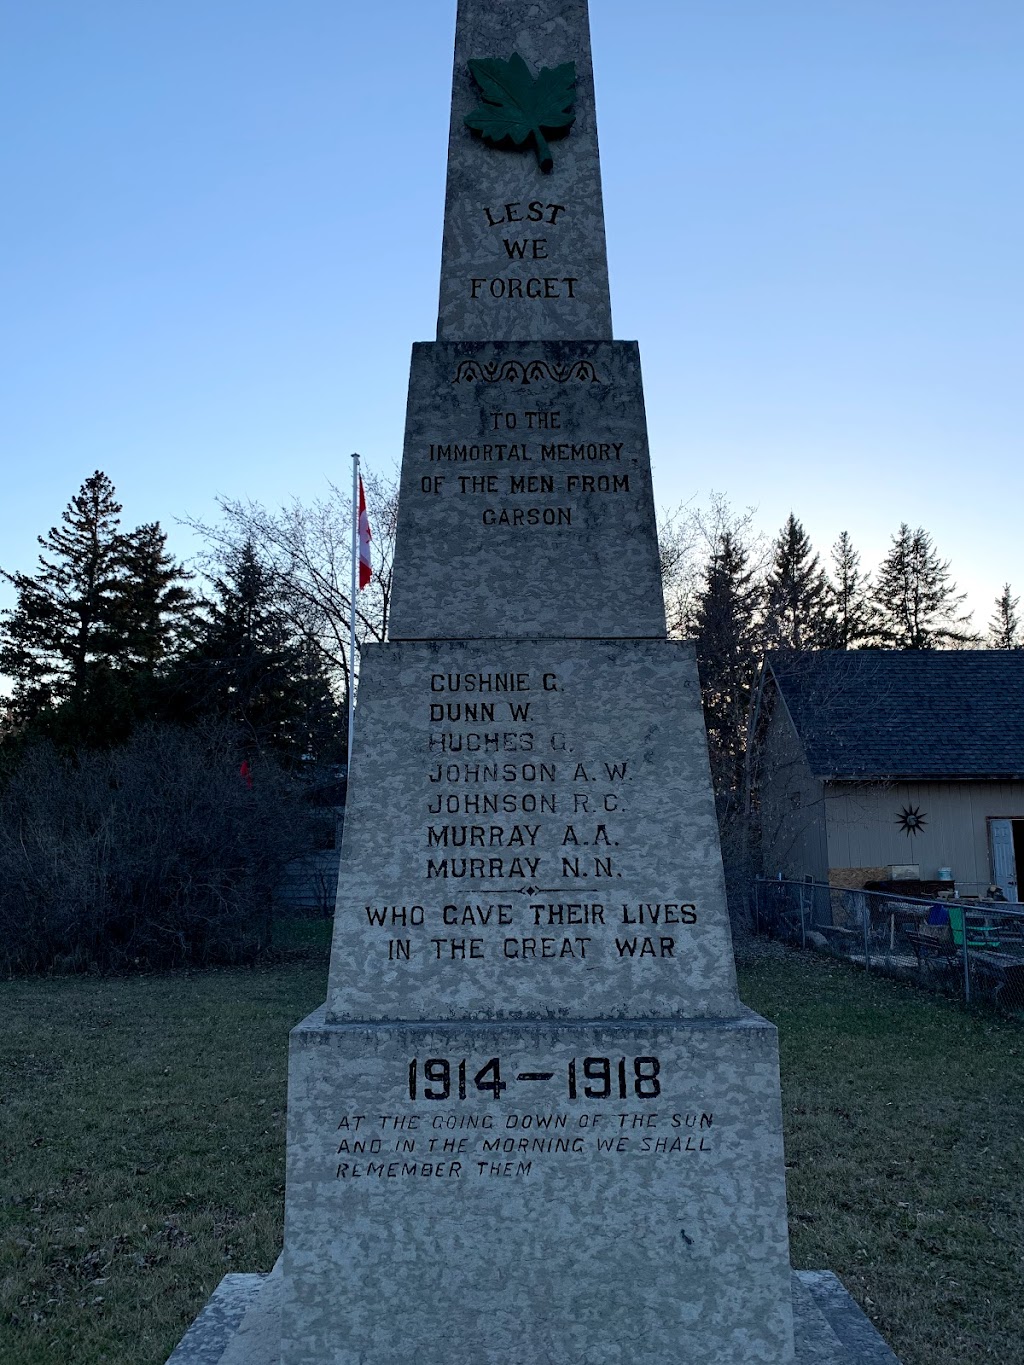 LEST
WE
FORGET
TO THE
IMMORTAL MEMORY
OF THE MEN FROM
GARSON
CUSHNIE G.
DUNN W.
HUGHES G.
JOHNSON A.W.
JOHNSON R.C.
MURRAY A.A.
MURRAY N.N.
WHO GAVE THEIR LIVES
IN THE GREAT WAR
1914-1918
AT THE GOING DOWN OF THE SUN
AND IN THE MORNING WE SHALL
REMEMBER THEM